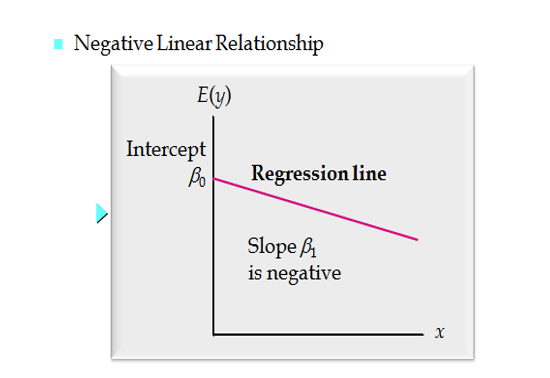 Negative Linear Relationship
E(y)
Intercept
β0
Regression line
Slope β1
is negative
x